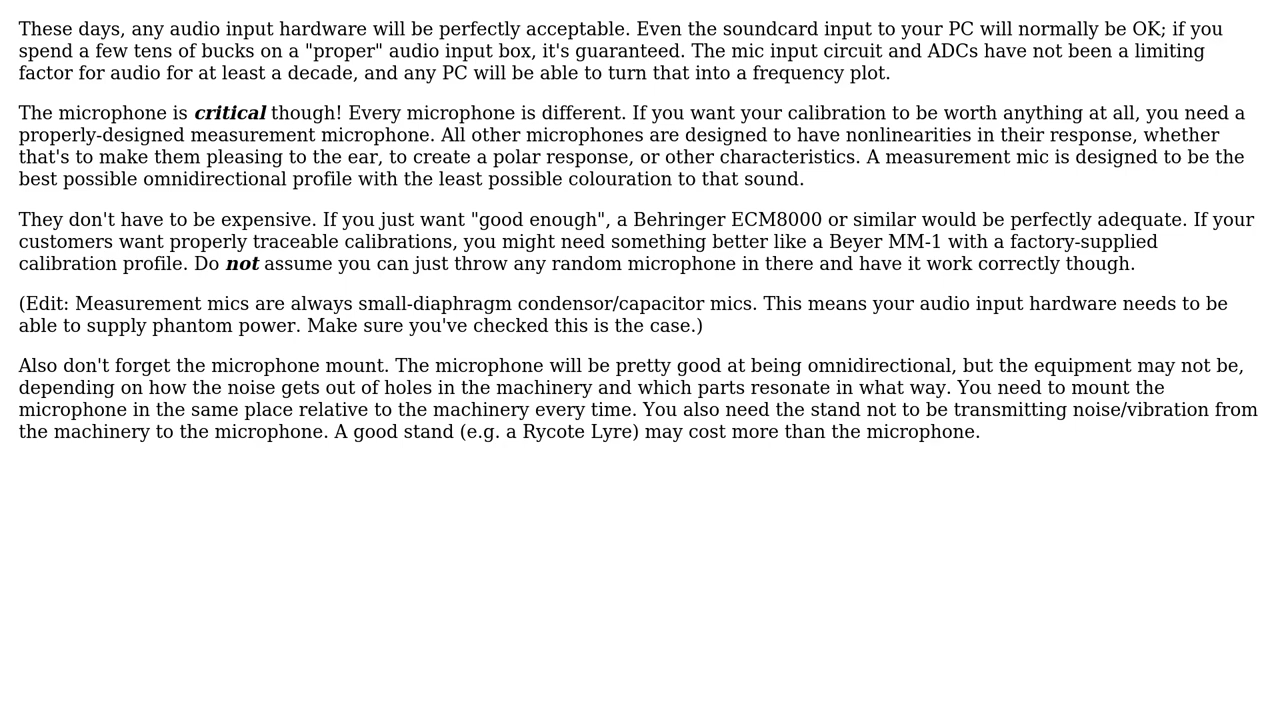 These days, any audio input hardware will be perfectly acceptable. Even the soundcard input to your PC will normally be OK; if you
spend a few tens of bucks on a "proper" audio input box, it's guaranteed. The mic input circuit and ADCs have not been a limiting
factor for audio for at least a decade, and any PC will be able to turn that into a frequency plot.
The microphone is critical though! Every microphone is different. If you want your calibration to be worth anything at all, you need a
properly-designed measurement microphone. All other microphones are designed to have nonlinearities in their response, whether
that's to make them pleasing to the ear, to create a polar response, or other characteristics. A measurement mic is designed to be the
best possible omnidirectional profile with the least possible colouration to that sound.
They don't have to be expensive. If you just want "good enough", a Behringer ECM8000 or similar would be perfectly adequate. If your
customers want properly traceable calibrations, you might need something better like a Beyer MM-1 with a factory-supplied
calibration profile. Do not assume you can just throw any random microphone in there and have it work correctly though.
(Edit: Measurement mics are always small-diaphragm condensor/capacitor mics. This means your audio input hardware needs to be
able to supply phantom power. Make sure you've checked this is the case.)
Also don't forget the microphone mount. The microphone will be pretty good at being omnidirectional, but the equipment may not be,
depending on how the noise gets out of holes in the machinery and which parts resonate in what way. You need to mount the
microphone in the same place relative to the machinery every time. You also need the stand not to be transmitting noise/vibration from
the machinery to the microphone. A good stand (e.g. a Rycote Lyre) may cost more than the microphone.